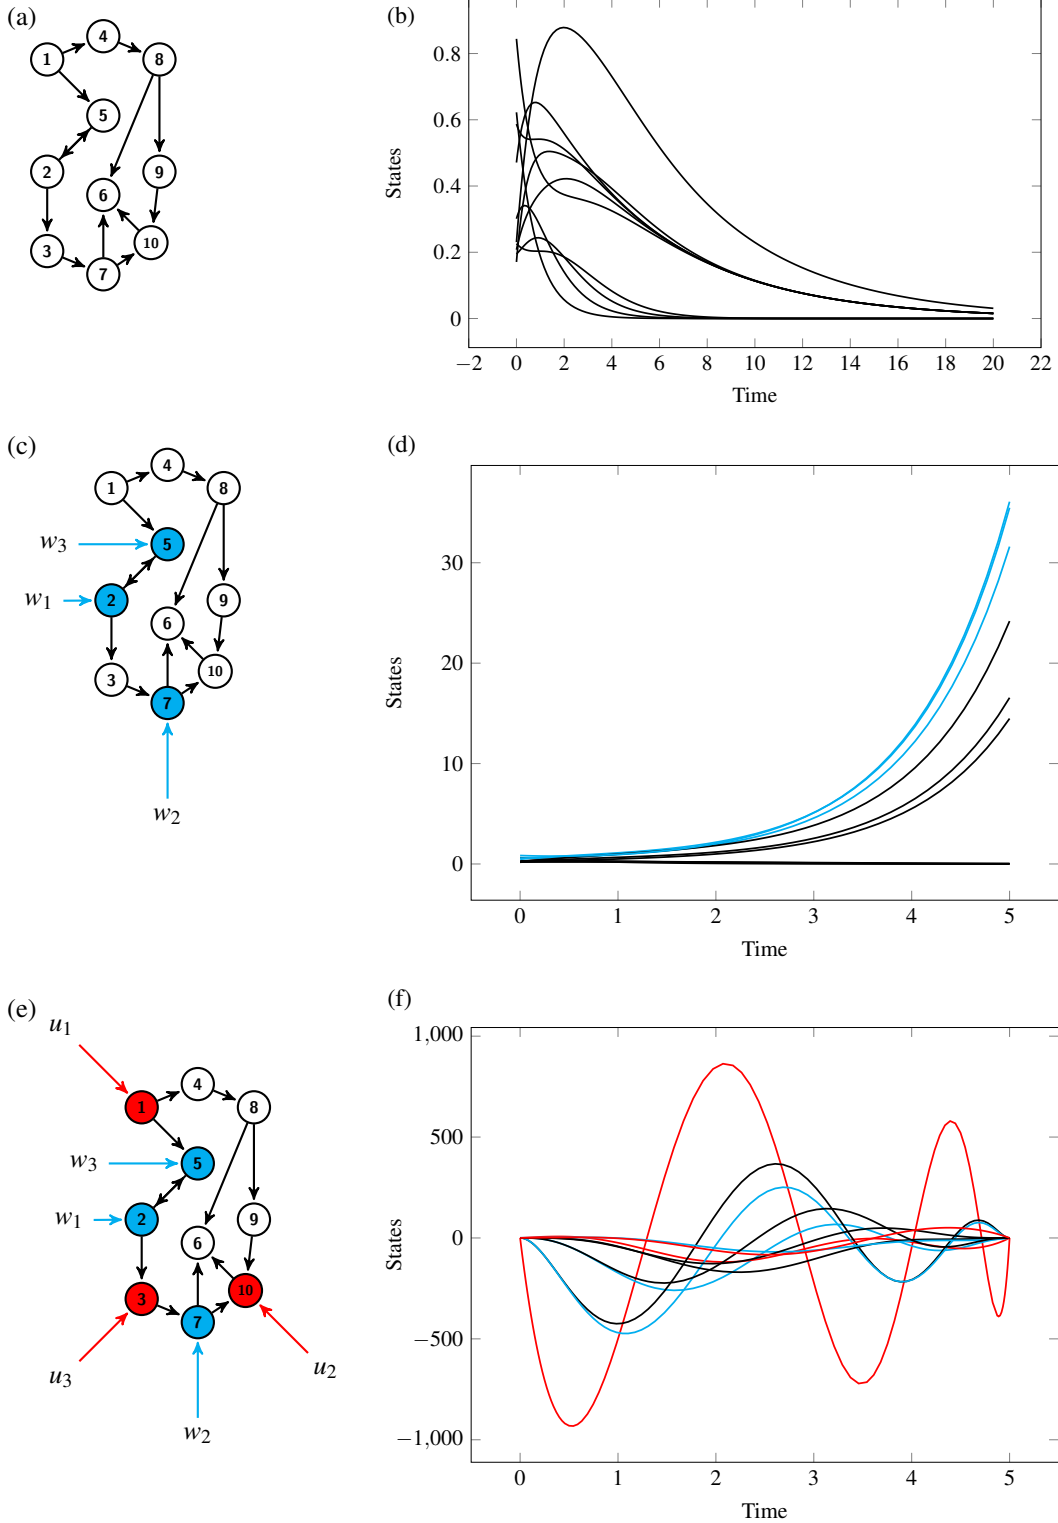 (a)
1
4
8
5
2
9
6
3
7
10
(b)
States
0.8
0.6
0.4
0.2
0
−2 0 2 4 6 8 10 12 14 16 18 20 22
Time
(c)
1
4
8
w3
5
w1
2
9
6
3
7
10
w2
(d)
States
30
20
10
0
0 1 2 3 4 5
Time
(e)
u1
1
4
8
w3
5
w1
2
9
6
3
7
10
u3
u2
w2
(f)
States
1,000
500
0
−500
−1,000
0 1 2 3 4 5
Time